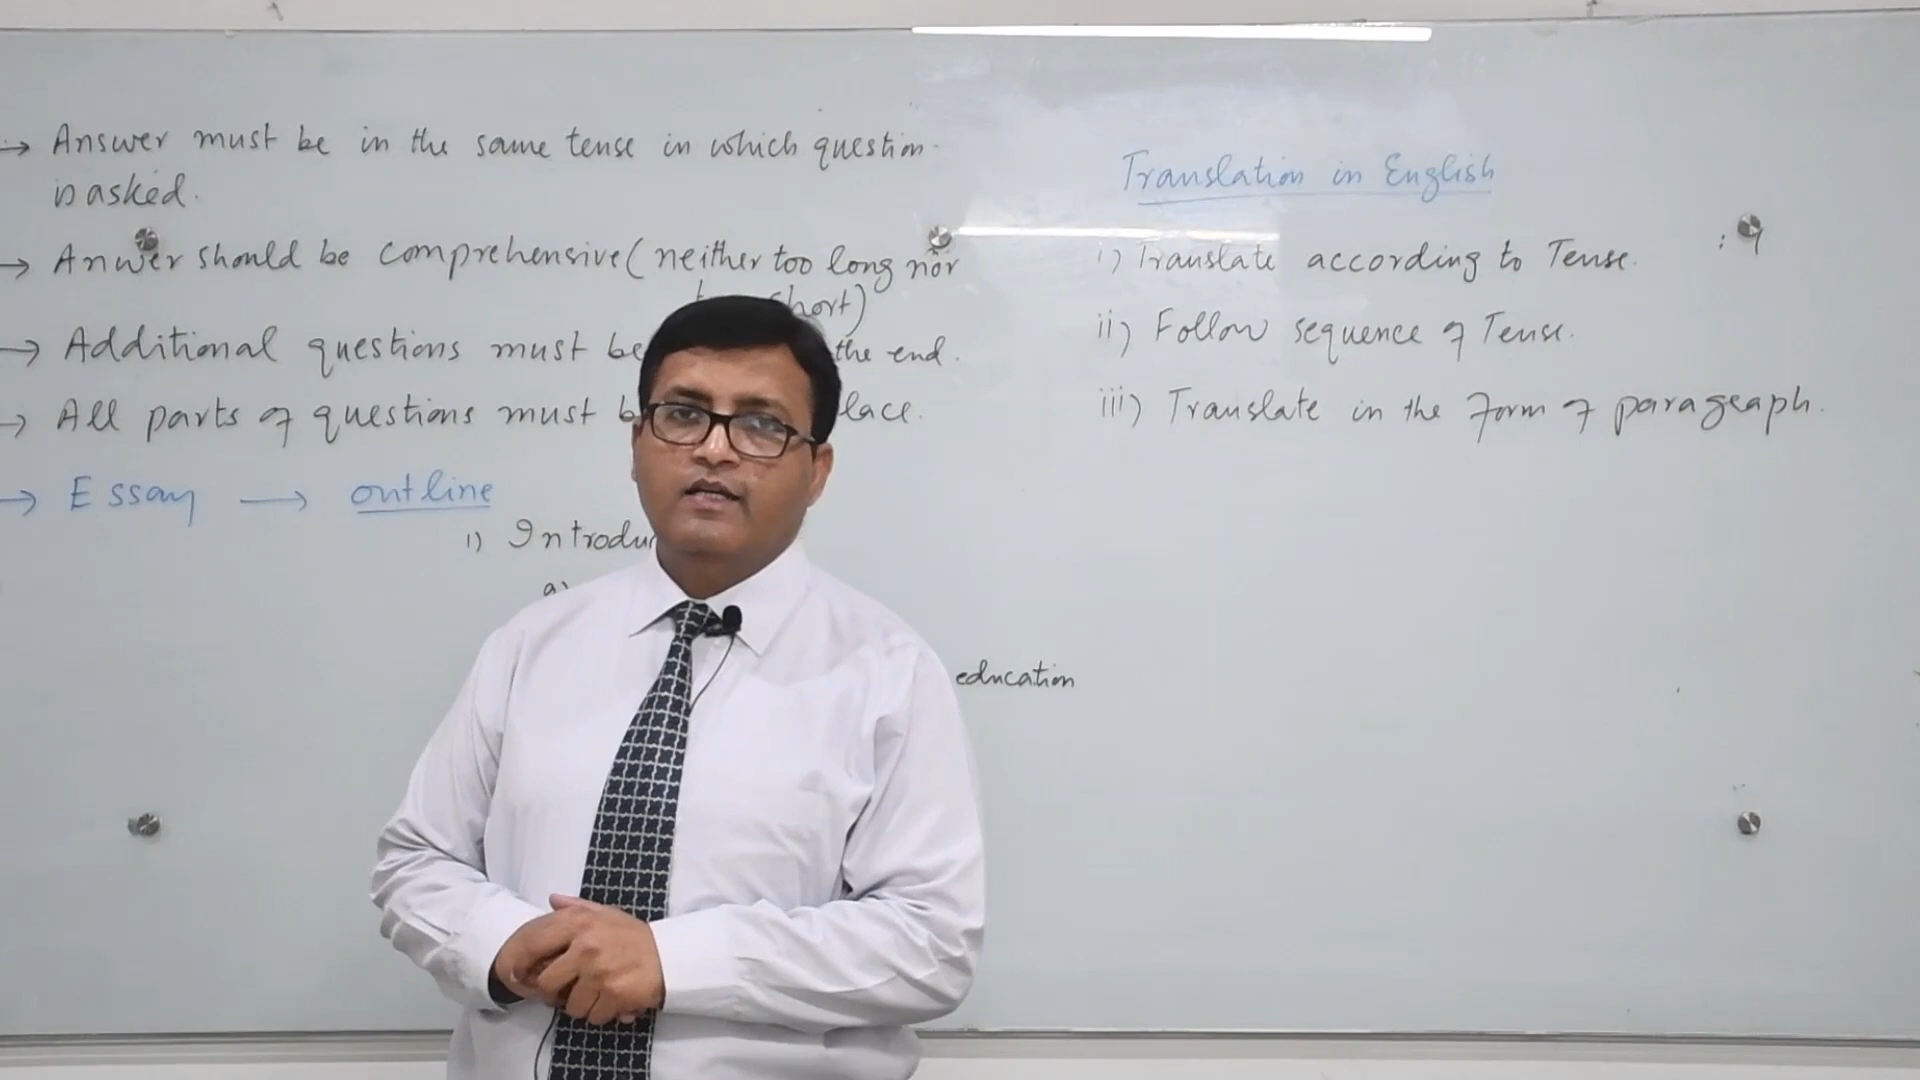 → Answer must be in the same tense in which question
is asked.
→ Anwer should be comprehensive (neither too long nor
short)
→ Additional questions must be the end.
→ All parts of questions must
→ Essay → outline
1) Introdu
a)
education
Translation in English
i) Translate according to Tense.
ii) Follow sequence of Tense.
iii) Translate in the form of paragraph.